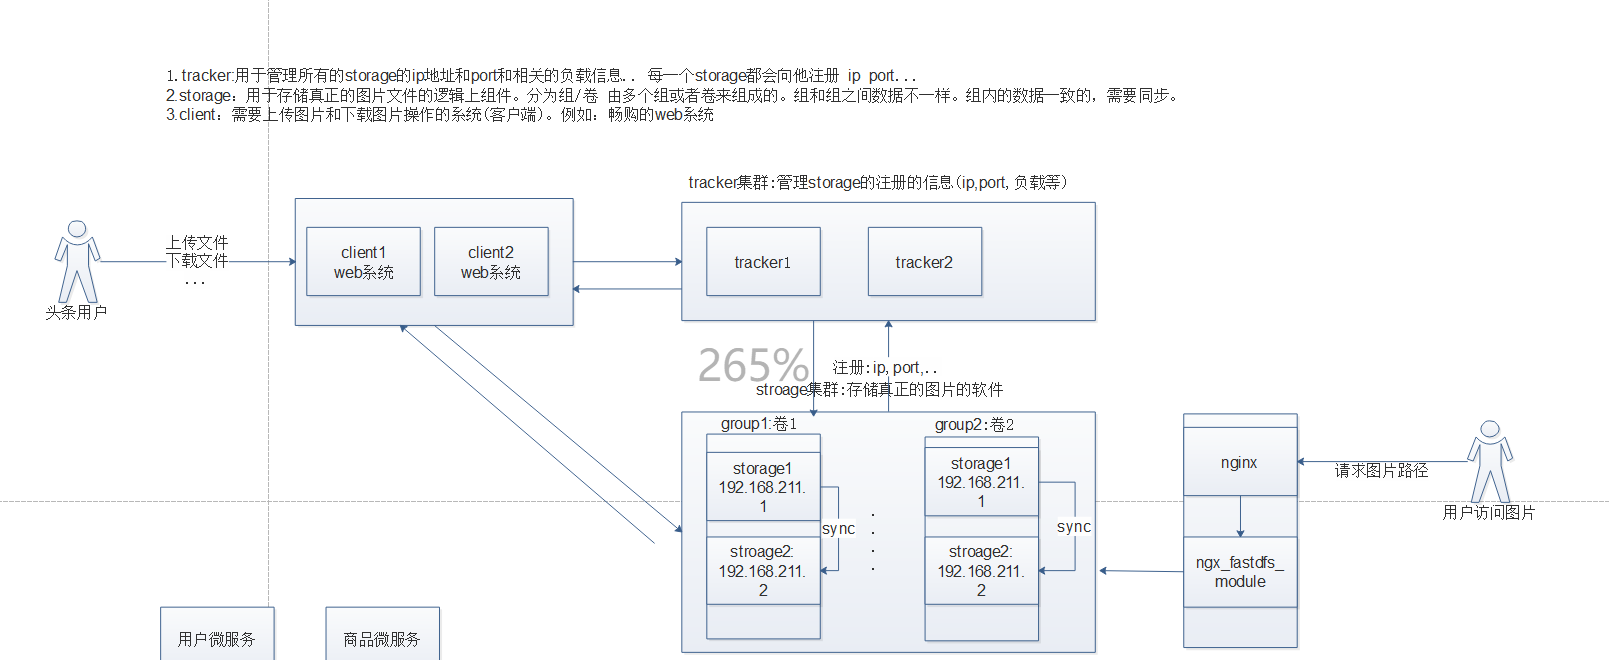 1. tracker:用于管理所有的storage的ip地址和port和相关的负载信息.. 每一个storage都会向他注册 ip port...
2.storage：用于存储真正的图片文件的逻辑上组件。分为组/卷 由多个组或者卷来组成的。组和组之间数据不一样。组内的数据一致的，需要同步。
3.client：需要上传图片和下载图片操作的系统(客户端)。例如：畅购的web系统
tracker集群:管理storage的注册的信息(ip,port, 负载等)
上传文件
下载文件
...
头条用户
client1
web系统
client2
web系统
tracker1
tracker2
265%
注册:ip, port,..
stroage集群:存储真正的图片的软件
group1:卷1
storage1
192.168.211.
1
sync
stroage2:
192.168.211.
2
group2:卷2
storage1
192.168.211.
1
sync
stroage2:
192.168.211.
2
nginx
请求图片路径
用户访问图片
ngx_fastdfs_
module
用户微服务
商品微服务